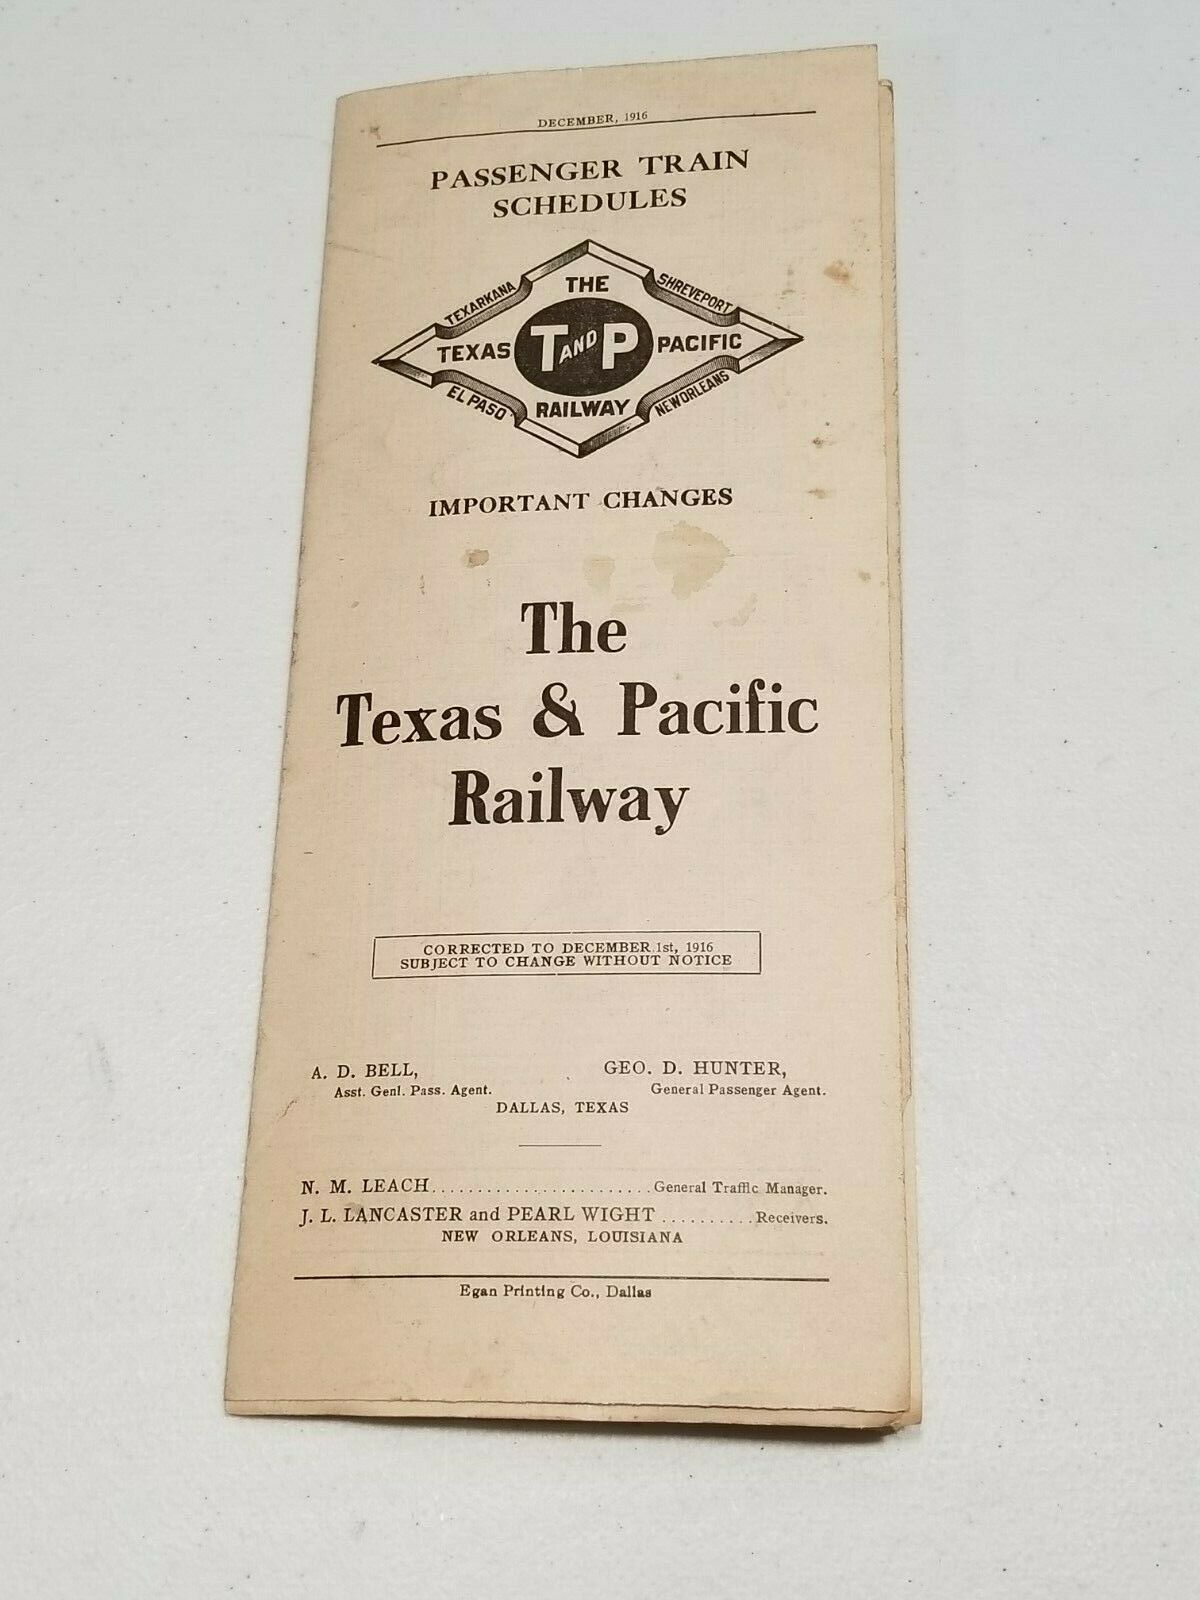 DECEMBER, 1916
PASSENGER TRAIN
SCHEDULES
TEXARKANA
THE
SHREVEPORT
TEXAS
T AND P
PACIFIC
EL PASO
RAILWAY
NEW ORLEANS
IMPORTANT CHANGES
The
Texas & Pacific
Railway
CORRECTED TO DECEMBER 1st, 1916
SUBJECT TO CHANGE WITHOUT NOTICE
A. D. BELL, GEO. D. HUNTER,
Asst. Genl. Pass. Agent. General Passenger Agent.
DALLAS, TEXAS
N. M. LEACH........................General Traffic Manager.
J. L. LANCASTER and PEARL WIGHT ..........Receivers.
NEW ORLEANS, LOUISIANA
Egan Printing Co., Dallas